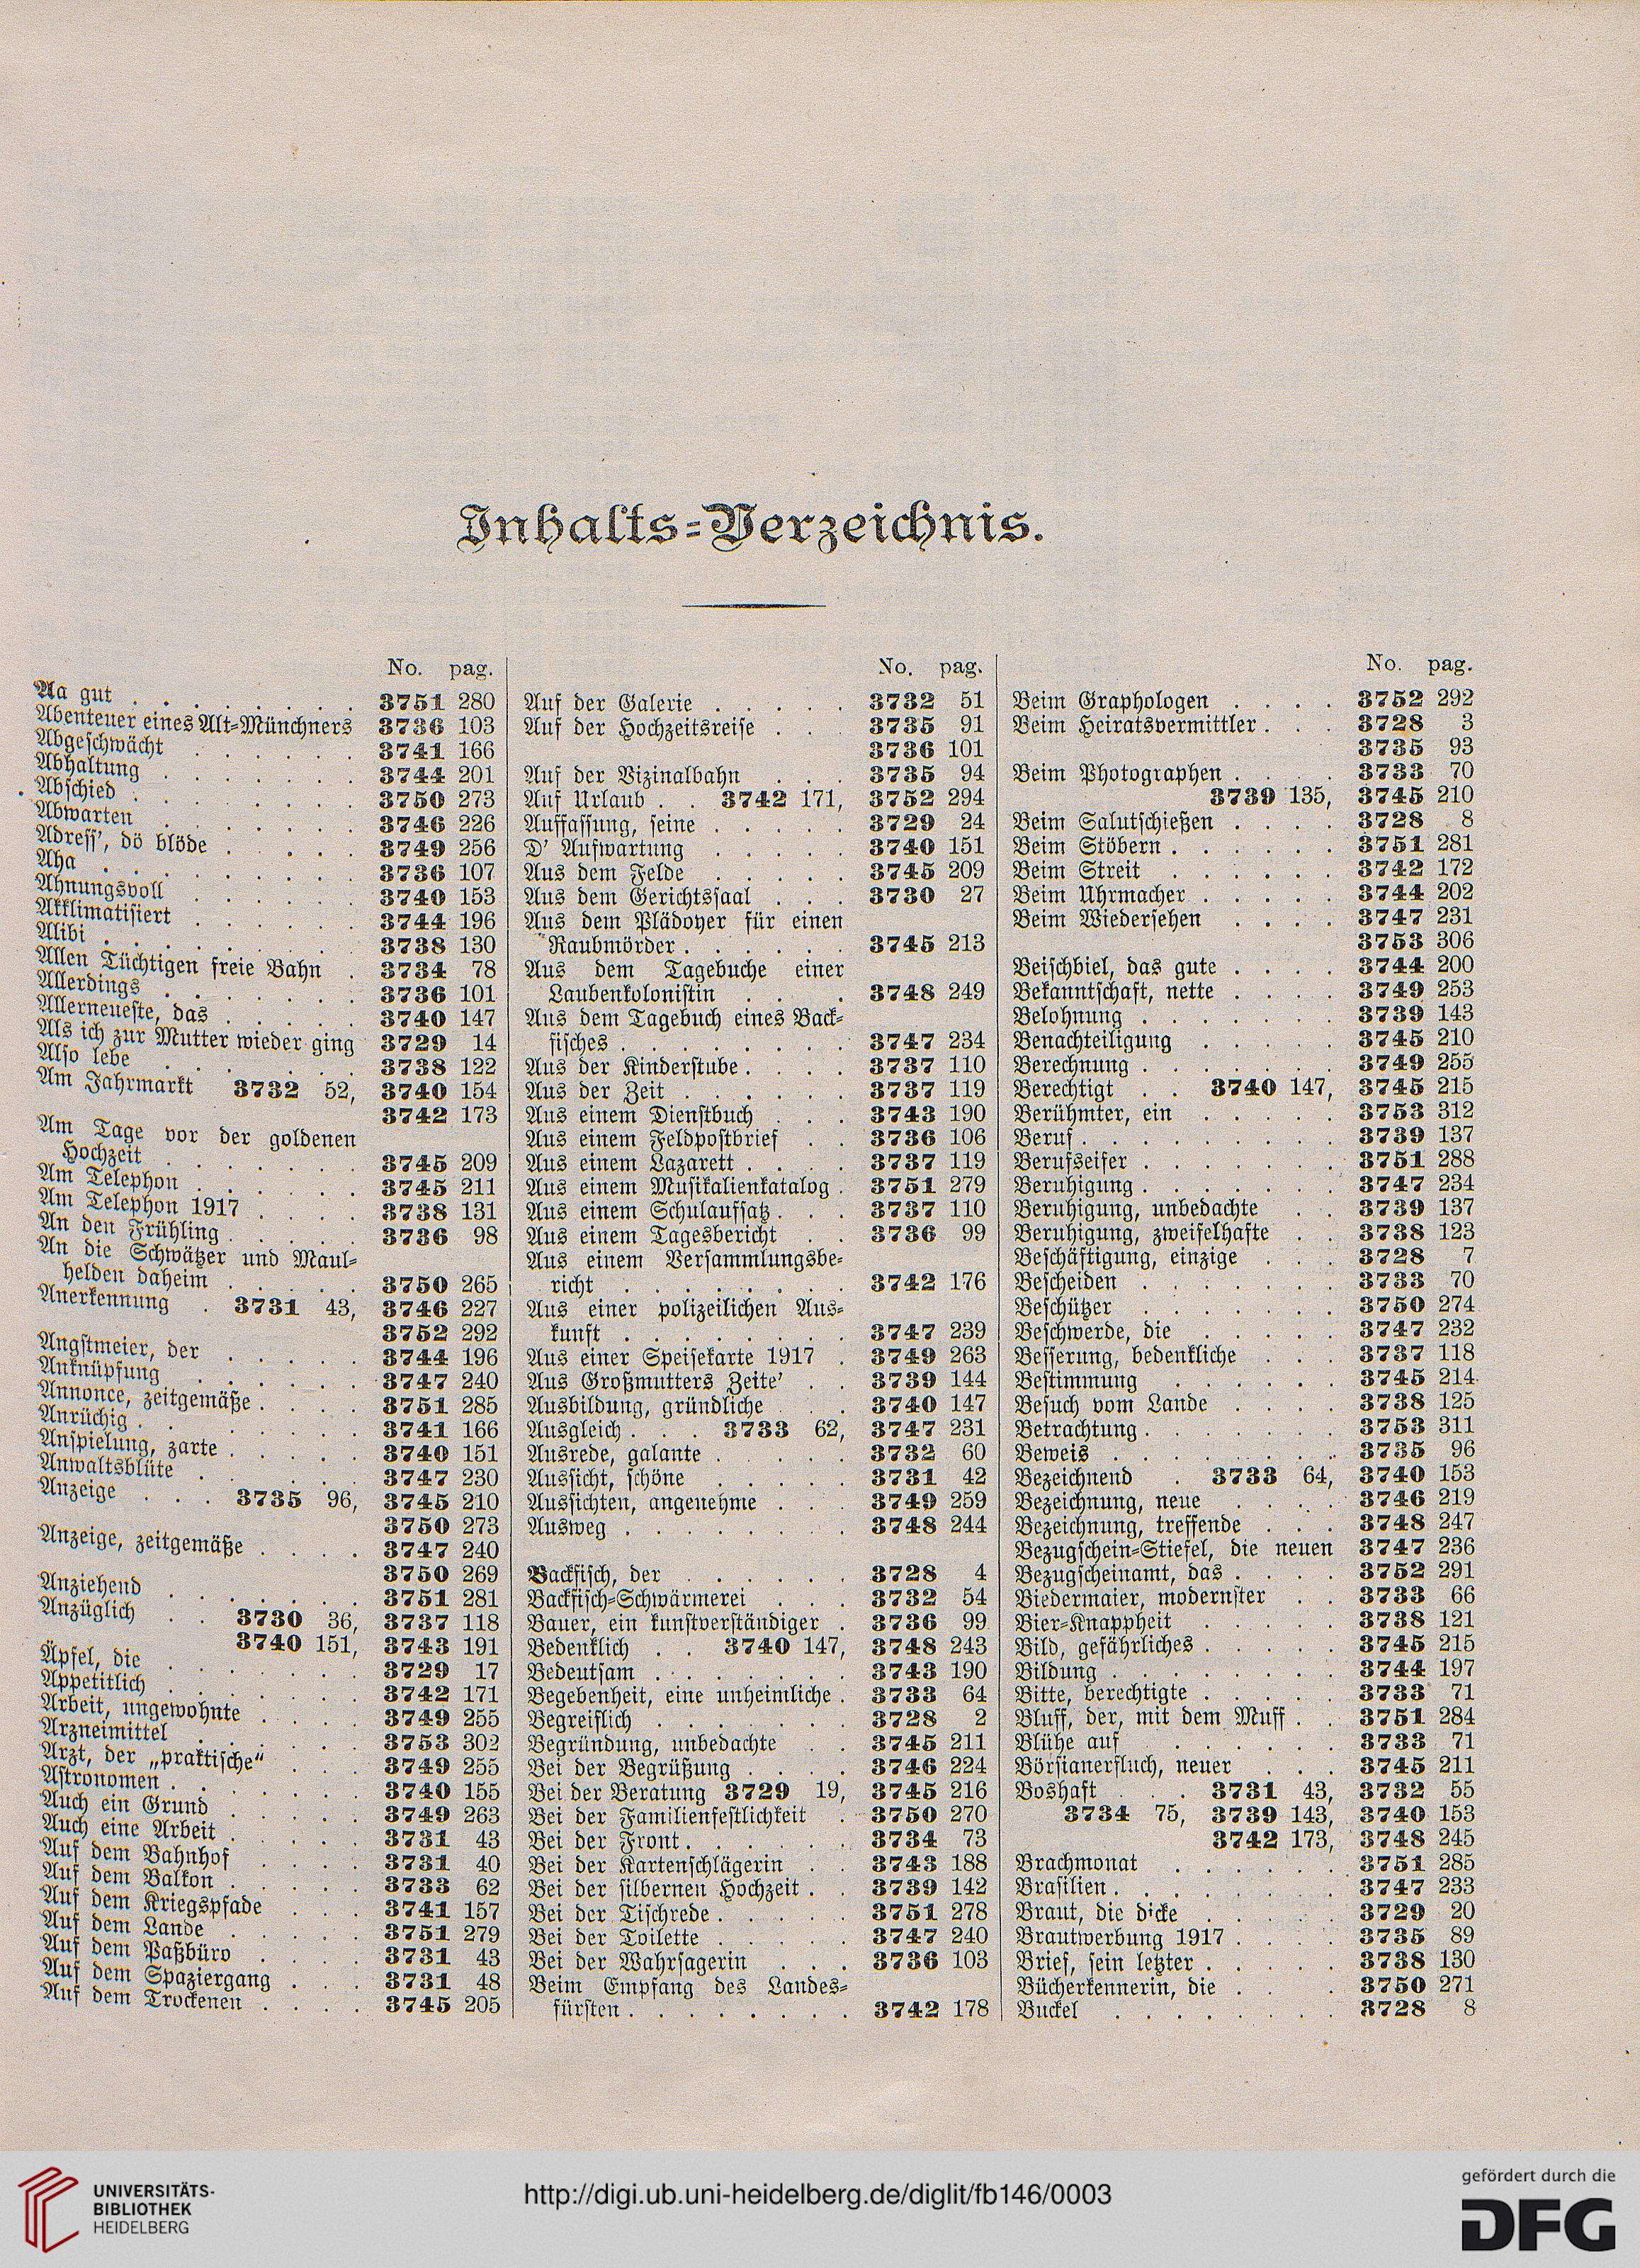 Inhalts=Verzeichnis.
No. pag.
Aa gut . . . . . . . . 3751 280
Abenteuer eines Alt=Münchners 3736 103
Abgeschwächt . . . . . . 3741 166
Abhaltung . . . . . . . 3744 201
Abschied . . . . . . . . 3750 273
Abwarten . . . . . . . 3746 226
Adress', dö blöde . . . . . 3749 256
Aha . . . . . . . . . 3736 107
Ahnungsvoll . . . . . . 3740 153
Akklimatisiert . . . . . . 3744 196
Alibi . . . . . . . . . 3738 130
Allen Tüchtigen freie Bahn . 3734 78
Allerdings . . . . . . . 3736 101
Allerneueste, das . . . . . 3740 147
Als ich zur Mutter wieder ging 3729 14
Also lebe . . . . . . . 3738 122
Am Jahrmarkt 3732 52, 3740 154
3742 173
Am Tage vor der goldenen
Hochzeit . . . . . . . 3745 209
Am Telephon . . . . . . 3745 211
Am Telephon 1917 . . . . 3738 131
An den Frühling . . . . . 3736 98
An die Schwätzer und Maul=
helden daheim . . . . . 3750 265
Anerkennung . 3731 43, 3746 227
3752 292
Angstmeier, der . . . . . 3744 196
Anknüpfung . . . . . . 3747 240
Annonce, zeitgemäße . . . . 3751 285
Anrüchig . . . . . . . 3741 166
Anspielung, zarte . . . . . 3740 151
Anwaltsblüte . . . . . . 3747 230
Anzeige . . . 3735 96, 3745 210
3750 273
Anzeige, zeitgemäße . . . . 3747 240
3750 269
Anziehend . . . . . . . 3751 281
Anzüglich . . 3730 36, 3737 118
3740 151, 3743 191
Äpfel, die . . . . . . . 3729 17
Appetitlich . . . . . . . 3742 171
Arbeit, ungewohnte . . . . 3749 255
Arzneimittel . . . . . . 3753 302
Arzt, der „praktische“ . . . 3749 255
Astronomen . . . . . . . 3740 155
Auch ein Grund . . . . . 3749 263
Auch eine Arbeit . . . . . 3731 43
Auf dem Bahnhof . . . . 3731 40
Auf dem Balkon . . . . . 3733 62
Auf dem Kriegspfade . . . 3741 157
Auf dem Lande . . . . . 3751 279
Auf dem Paßbüro . . . . 3731 43
Auf dem Spaziergang . . . 3731 48
Auf dem Trockenen . . . . 3745 205
No. pag.
Auf der Galerie . . . . . 3732 51
Auf der Hochzeitsreise . . . 3735 91
3736 101
Auf der Vizinalbahn . . . 3735 94
Auf Urlaub . . 3742 171, 3752 294
Auffassung, seine . . . . . 3729 24
D' Aufwartung . . . . . 3740 151
Aus dem Felde . . . . . 3745 209
Aus dem Gerichtssaal . . . 3730 27
Aus dem Plädoyer für einen
Raubmörder . . . . . . 3745 213
Aus dem Tagebuche einer
Laubenkolonistin . . . . 3748 249
Aus dem Tagebuch eines Back=
fisches . . . . . . . . 3747 234
Aus der Kinderstube . . . . 3737 110
Aus der Zeit . . . . . . 3737 119
Aus einem Dienstbuch . . . 3743 190
Aus einem Feldpostbrief . . 3736 106
Aus einem Lazarett . . . . 3737 119
Aus einem Musikalienkatalog . 3751 279
Aus einem Schulaufsatz . . . 3737 110
Aus einem Tagesbericht . . 3736 99
Aus einem Versammlungsbe=
richt . . . . . . . . 3742 176
Aus einer polizeilichen Aus=
kunft . . . . . . . . 3747 239
Aus einer Speisekarte 1917 . 3749 263
Aus Großmutters Zeite' . . 3739 144
Ausbildung, gründliche . . . 3740 147
Ausgleich . . . 3733 62, 3747 231
Ausrede, galante . . . . . 3732 60
Aussicht, schöne . . . . . 3731 42
Aussichten, angenehme . . . 3749 259
Ausweg . . . . . . . . 3748 244
Backfisch, der . . . . . . 3728 4
Backfisch=Schwärmerei . . . 3732 54
Bauer, ein kunstverständiger . 3736 99
Bedenklich . . 3740 147, 3748 243
Bedeutsam . . . . . . . 3743 190
Begebenheit, eine unheimliche . 3733 64
Begreiflich . . . . . . . 3728 2
Begründung, unbedachte . . 3745 211
Bei der Begrüßung . . . . 3746 224
Bei der Beratung 3729 19, 3745 216
Bei der Familienfestlichkeit . 3750 270
Bei der Front . . . . . . 3734 73
Bei der Kartenschlägerin . . 3743 188
Bei der silbernen Hochzeit . . 3739 142
Bei der Tischrede . . . . . 3751 278
Bei der Toilette . . . . . 3747 240
Bei der Wahrsagerin . . . 3736 103
Beim Empfang des Landes=
fürsten . . . . . . . . 3742 178
No. pag.
Beim Graphologen . . . . 3752 292
Beim Heiratsvermittler . . . 3728 3
3735 93
Beim Photographen . . . . 3733 70
3739 135, 3745 210
Beim Salutschießen . . . . 3728 8
Beim Stöbern . . . . . . 3751 281
Beim Streit . . . . . . 3742 172
Beim Uhrmacher . . . . . 3744 202
Beim Wiedersehen . . . . 3747 231
3753 306
Beischbiel, das gute . . . . 3744 200
Bekanntschaft, nette . . . . 3749 253
Belohnung . . . . . . . 3739 143
Benachteiligung . . . . . 3745 210
Berechnung . . . . . . . 3749 255
Berechtigt . . 3740 147, 3745 215
Berühmter, ein . . . . . 3753 312
Beruf . . . . . . . . . 3739 137
Berufseifer . . . . . . . 3751 288
Beruhigung . . . . . . . 3747 234
Beruhigung, unbedachte . . 3739 137
Beruhigung, zweifelhafte . . 3738 123
Beschäftigung, einzige . . . 3728 7
Bescheiden . . . . . . . 3733 70
Beschützer . . . . . . . 3750 274
Beschwerde, die . . . . . 3747 232
Besserung, bedenkliche . . . 3737 118
Bestimmung . . . . . . 3745 214
Besuch vom Lande . . . . 3738 125
Betrachtung . . . . . . . 3753 311
Beweis . . . . . . . . 3735 96
Bezeichnend . 3733 64, 3740 153
Bezeichnung, neue . . . . 3746 219
Bezeichnung, treffende . . . 3748 247
Bezugschein=Stiefel, die neuen 3747 236
Bezugscheinamt, das . . . . 3752 291
Biedermaier, modernster . . 3733 66
Bier=Knappheit . . . . . 3738 121
Bild, gefährliches . . . . . 3745 215
Bildung . . . . . . . . 3744 197
Bitte, berechtigte . . . . . 3733 71
Bluff, der, mit dem Muff . . 3751 284
Blühe auf . . . . . . . 3733 71
Börsianerfluch, neuer . . . 3745 211
Boshaft . . . 3731 43, 3732 55
3734 75, 3739 143, 3740 153
3742 173, 3748 245
Brachmonat . . . . . . 3751 285
Brasilien . . . . . . . . 3747 233
Braut, die dicke . . . . . 3729 20
Brautwerbung 1917 . . . . 3735 89
Brief, sein letzter . . . . . 3738 130
Bücherkennerin, die . . . . 3750 271
Buckel . . . . . . . . 3728 8
UNIVERSITÄTS-
BIBLIOTHEK
HEIDELBERG
http://digi.ub.uni-heidelberg.de/diglit/fb146/0003
gefördert durch die
DFG